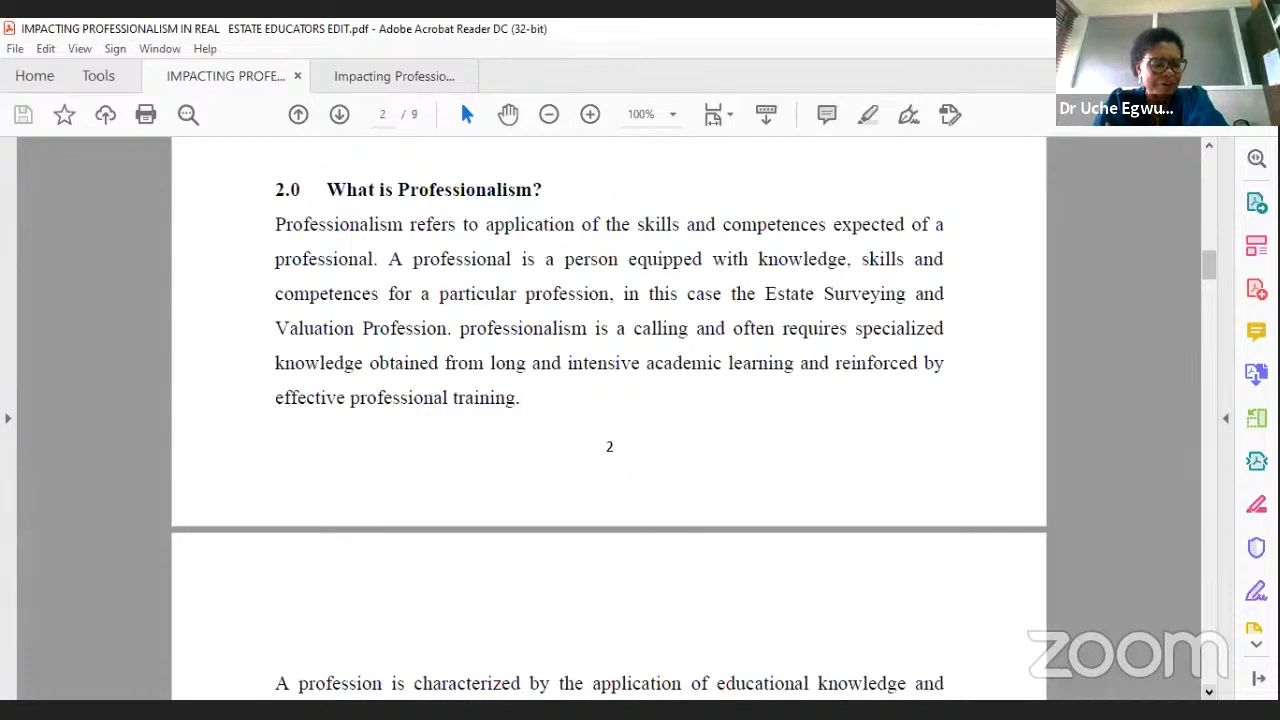 IMPACTING PROFESSIONALISM IN REAL ESTATE EDUCATORS EDIT.pdf - Adobe Acrobat Reader DC (32-bit)
File Edit View Sign Window Help
Home Tools IMPACTING PROFE... × Impacting Professio...
2 / 9 100%
Dr Uche Egwu...
2.0 What is Professionalism?
Professionalism refers to application of the skills and competences expected of a
professional. A professional is a person equipped with knowledge, skills and
competences for a particular profession, in this case the Estate Surveying and
Valuation Profession. professionalism is a calling and often requires specialized
knowledge obtained from long and intensive academic learning and reinforced by
effective professional training.
2
A profession is characterized by the application of educational knowledge and
zoom